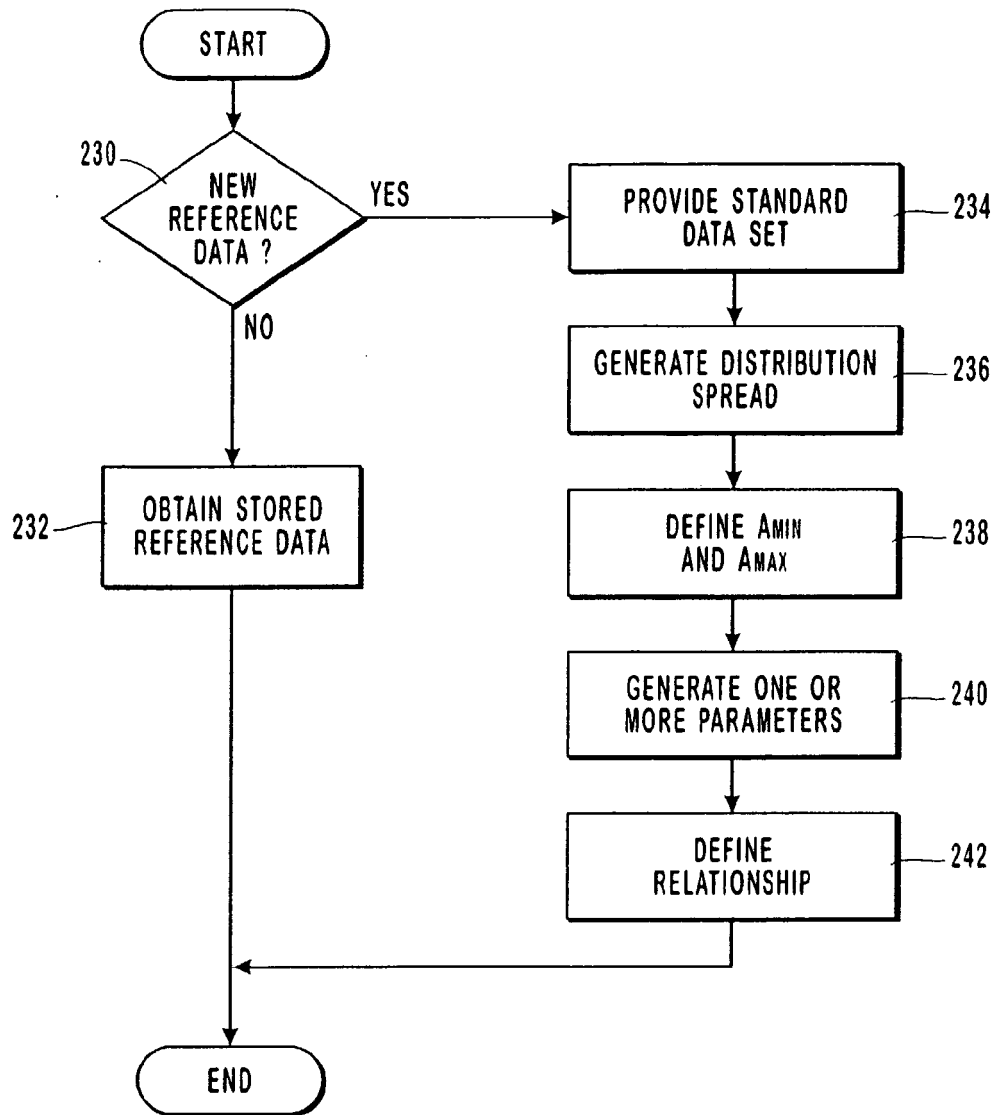 START
230
NEW
REFERENCE
DATA ?
YES
NO
232
OBTAIN STORED
REFERENCE DATA
PROVIDE STANDARD
DATA SET
234
GENERATE DISTRIBUTION
SPREAD
236
DEFINE AMIN
AND AMAX
238
GENERATE ONE OR
MORE PARAMETERS
240
DEFINE
RELATIONSHIP
242
END